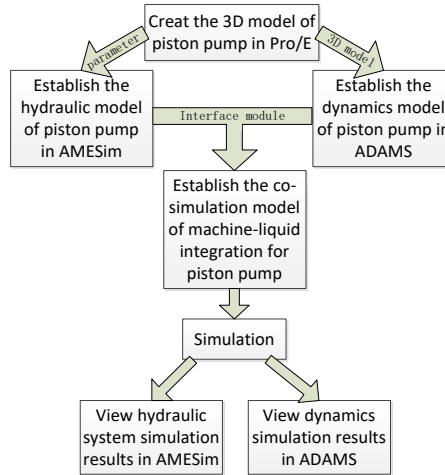 Creat the 3D model of
piston pump in Pro/E
parameter
3D model
Establish the
hydraulic model
of piston pump
in AMESim
Interface module
Establish the
dynamics model
of piston pump in
ADAMS
Establish the co-
simulation model
of machine-liquid
integration for
piston pump
Simulation
View hydraulic
system simulation
results in AMESim
View dynamics
simulation results
in ADAMS